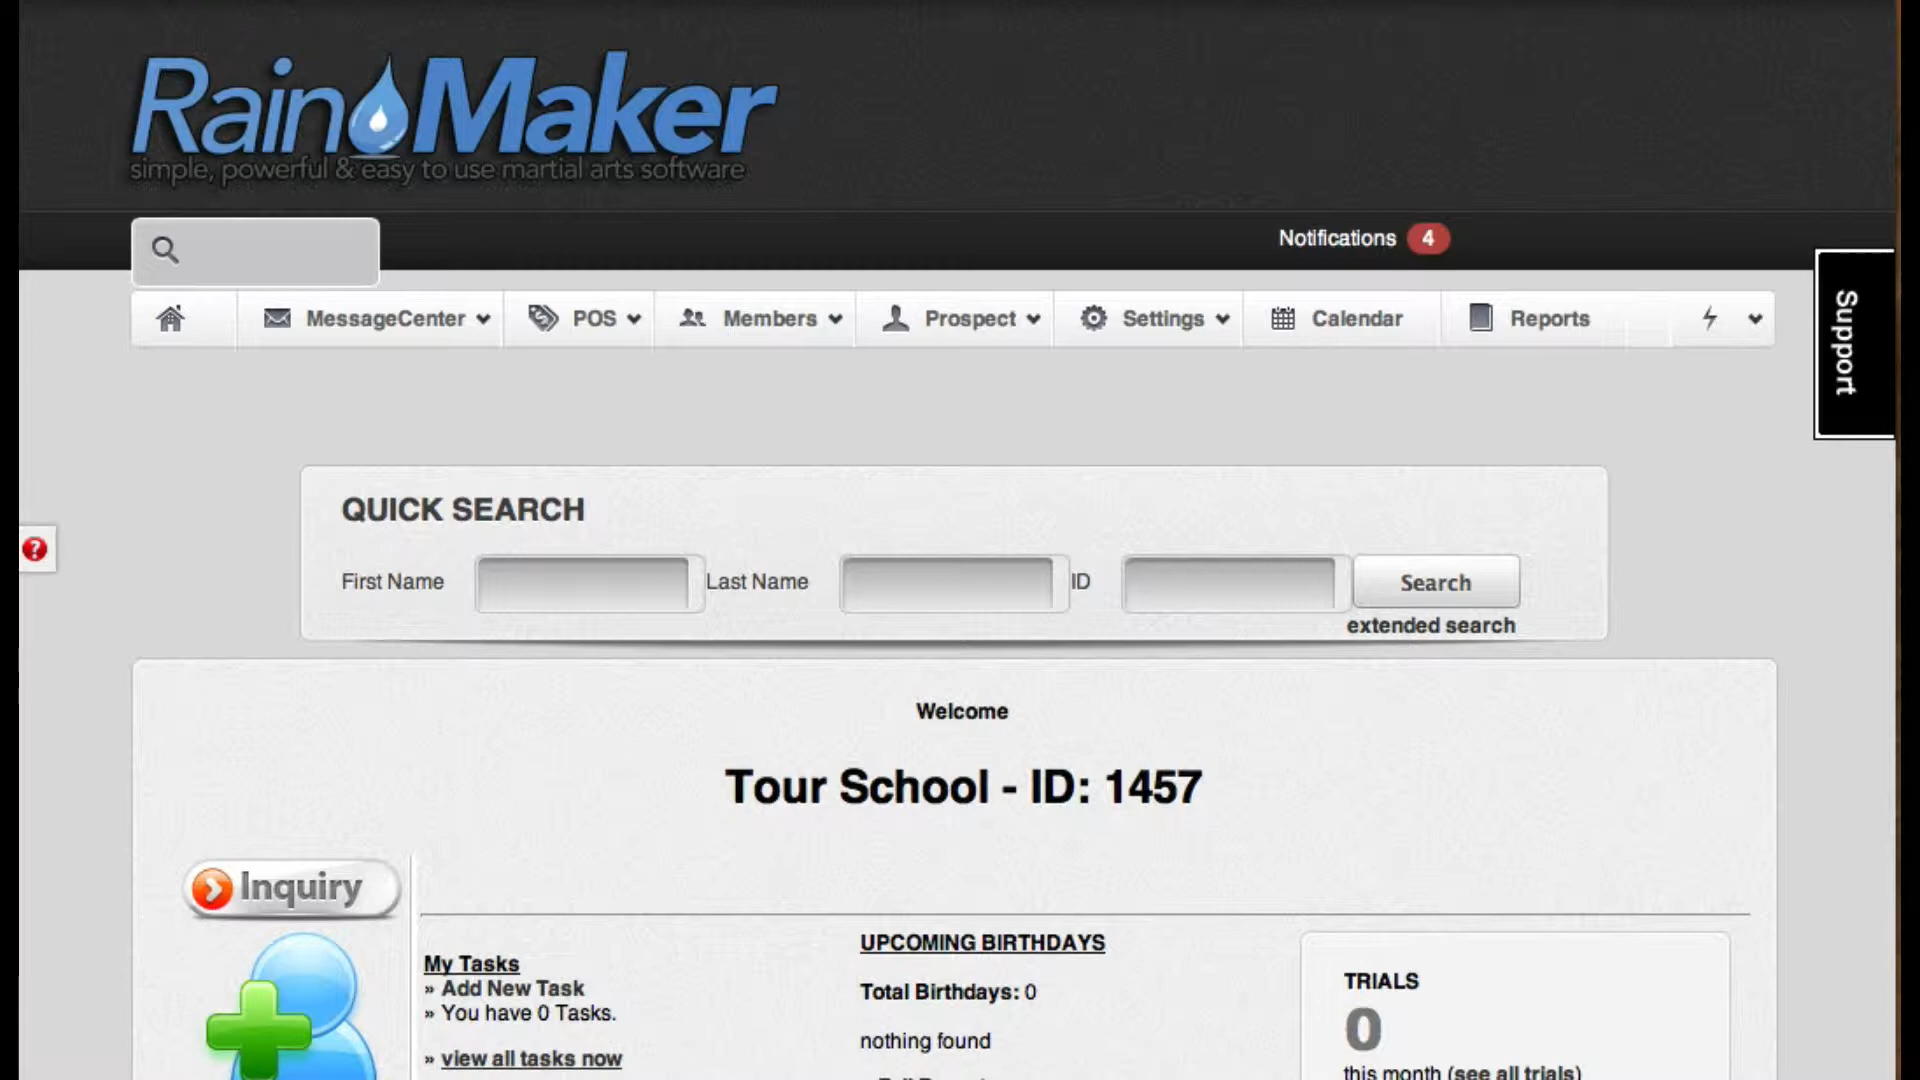 RainMaker
simple, powerful & easy to use martial arts software
Notifications 4
MessageCenter POS Members Prospect Settings Calendar Reports
Support
QUICK SEARCH
?
First Name Last Name ID Search
extended search
Welcome
Tour School - ID: 1457
Inquiry
My Tasks
» Add New Task
» You have 0 Tasks.
» view all tasks now
UPCOMING BIRTHDAYS
Total Birthdays: 0
nothing found
TRIALS
0
this month (see all trials)